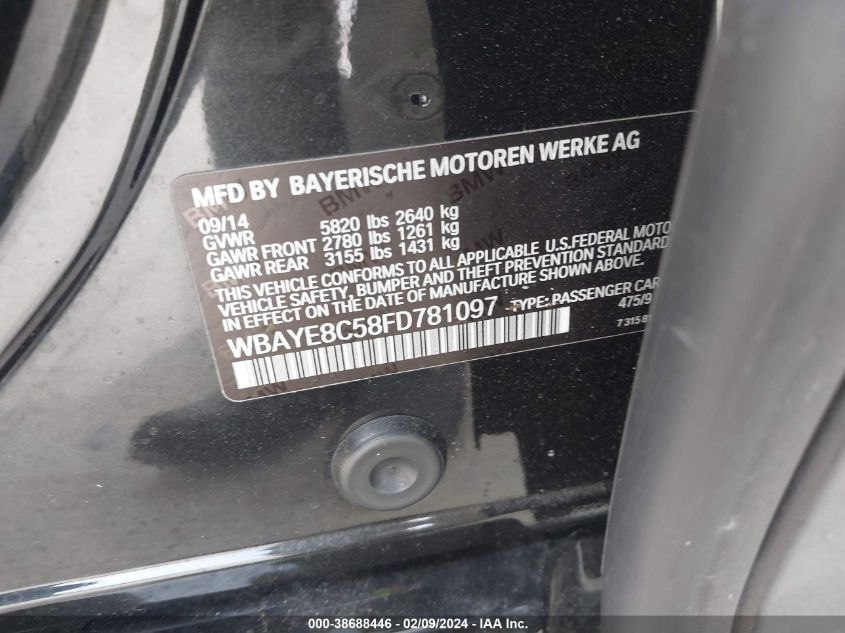 MFD BY BAYERISCHE MOTOREN WERKE AG
09/14
GVWR 5820 lbs 2640 kg
GAWR FRONT 2780 lbs 1261 kg
GAWR REAR 3155 lbs 1431 kg
THIS VEHICLE CONFORMS TO ALL APPLICABLE U.S.FEDERAL MOTO
VEHICLE SAFETY, BUMPER AND THEFT PREVENTION STANDARD
IN EFFECT ON THE DATE OF MANUFACTURE SHOWN ABOVE.
WBAYE8C58FD781097 TYPE: PASSENGER CAR
475/9
73158
000-38688446 - 02/09/2024 - IAA Inc.